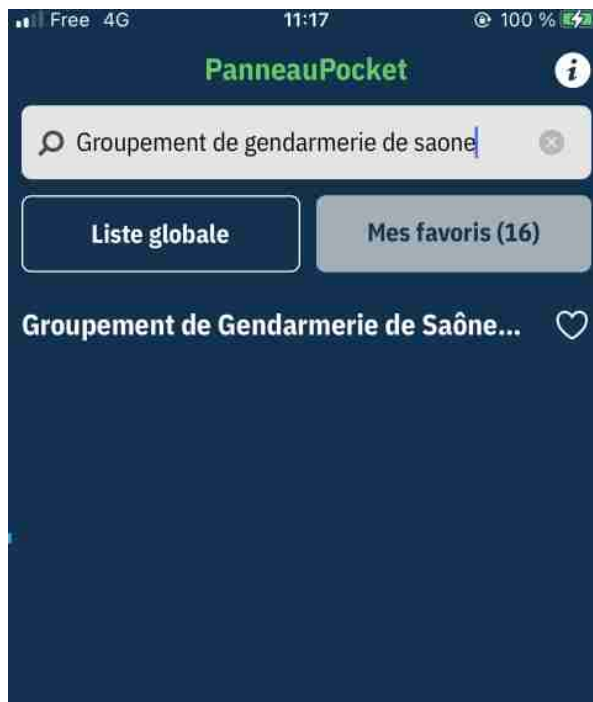 Free 4G 11:17 100 %
PanneauPocket
i
Groupement de gendarmerie de saone
Liste globale Mes favoris (16)
Groupement de Gendarmerie de Saône...